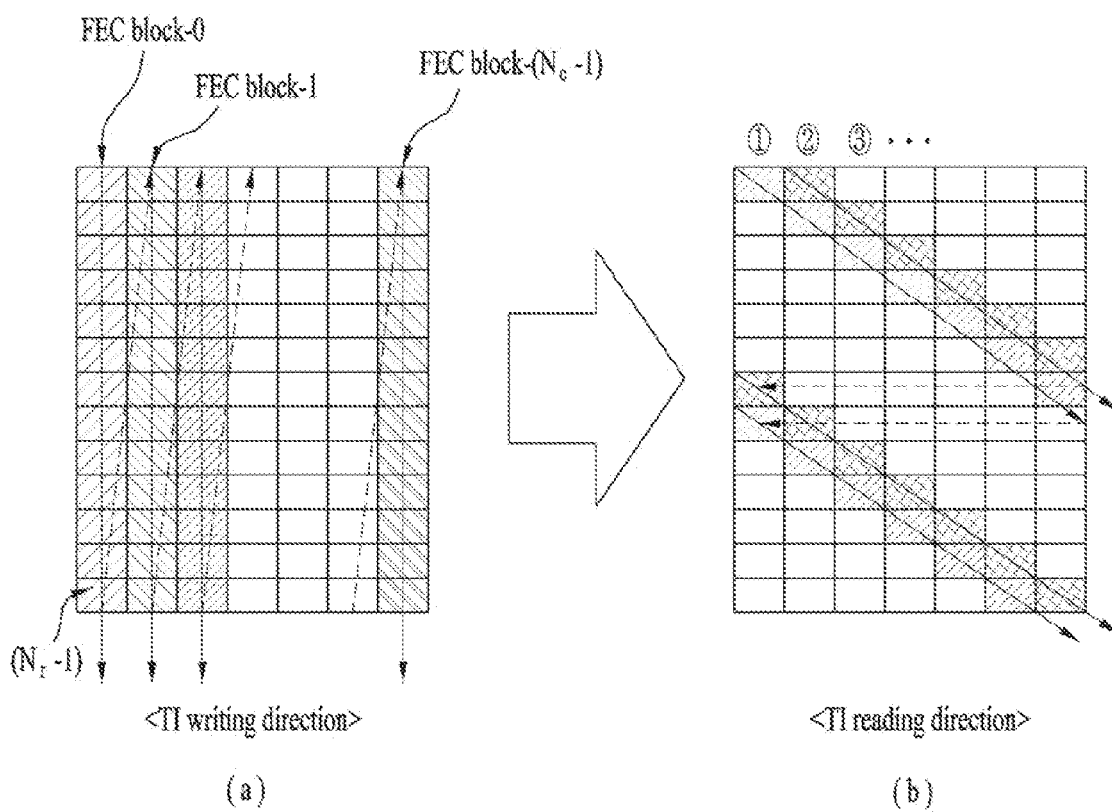 FEC block-0
FEC block-1
FEC block-(N_c -1)
① ② ③ • • •
(N_r -1)
<TI writing direction>
<TI reading direction>
(a)
(b)